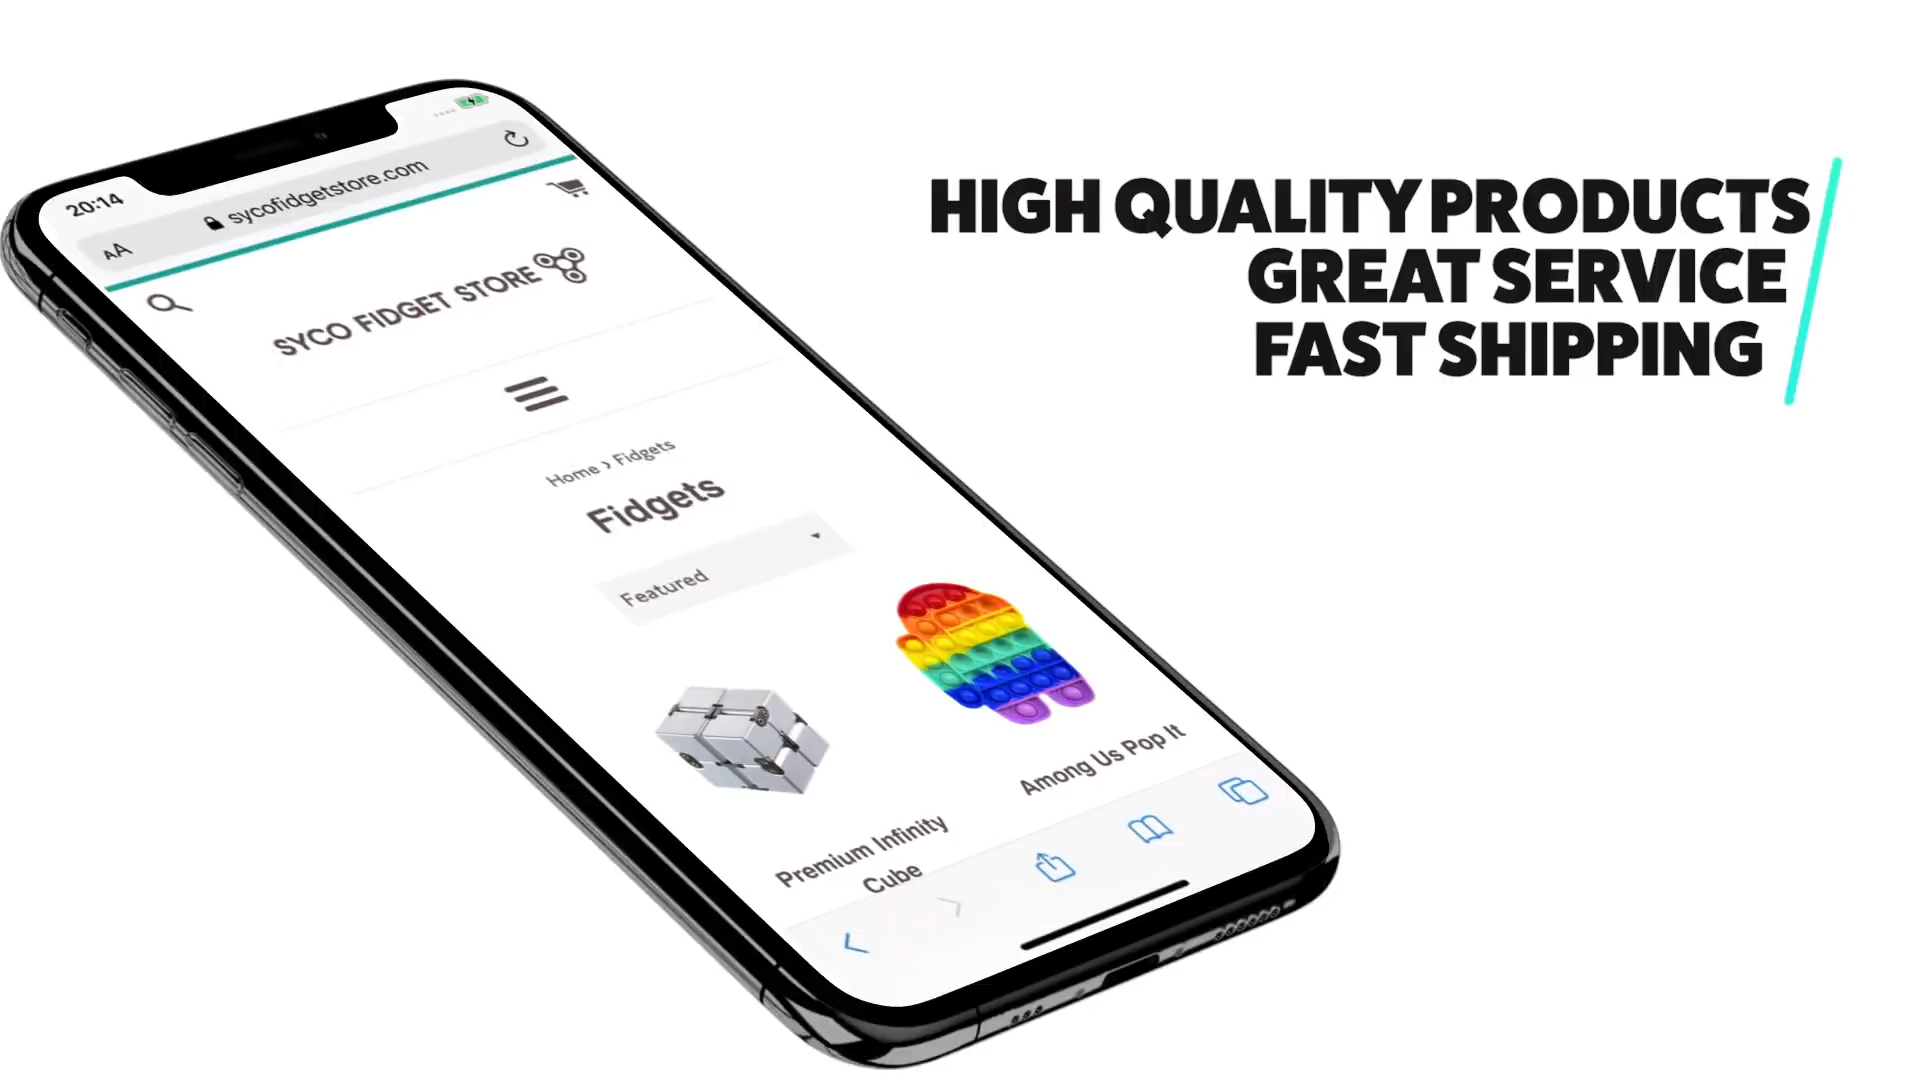 20:14
AA
sycofidgetstore.com
SYCO FIDGET STORE
Home › Fidgets
Fidgets
Featured
Premium Infinity
Cube
Among Us Pop It
HIGH QUALITY PRODUCTS
GREAT SERVICE
FAST SHIPPING